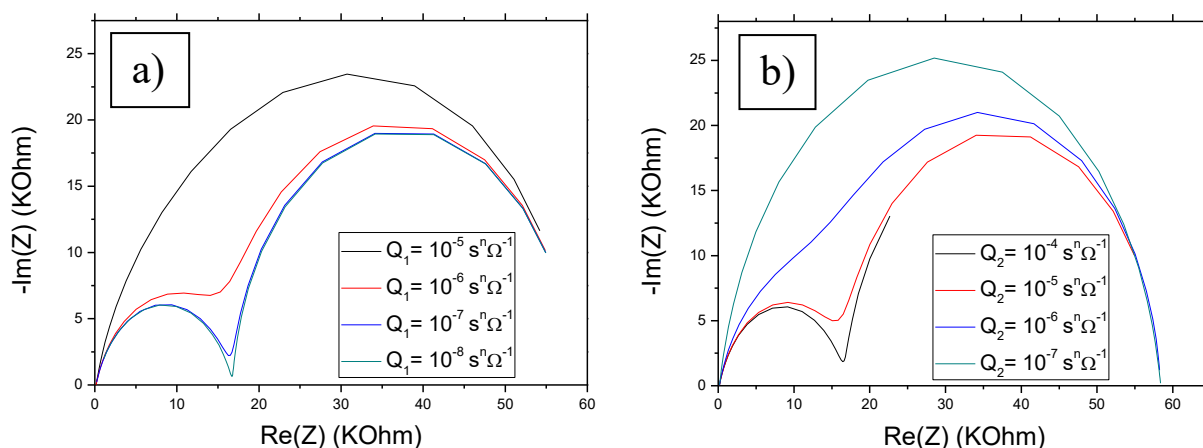 a)
25
20
15
10
5
0
-Im(Z) (KOhm)
Q₁= 10⁻⁵ sⁿΩ⁻¹
Q₁= 10⁻⁶ sⁿΩ⁻¹
Q₁= 10⁻⁷ sⁿΩ⁻¹
Q₁= 10⁻⁸ sⁿΩ⁻¹
0 10 20 30 40 50 60
Re(Z) (KOhm)
b)
25
20
15
10
5
0
-Im(Z) (KOhm)
Q₂= 10⁻⁴ sⁿΩ⁻¹
Q₂= 10⁻⁵ sⁿΩ⁻¹
Q₂= 10⁻⁶ sⁿΩ⁻¹
Q₂= 10⁻⁷ sⁿΩ⁻¹
0 10 20 30 40 50 60
Re(Z) (KOhm)